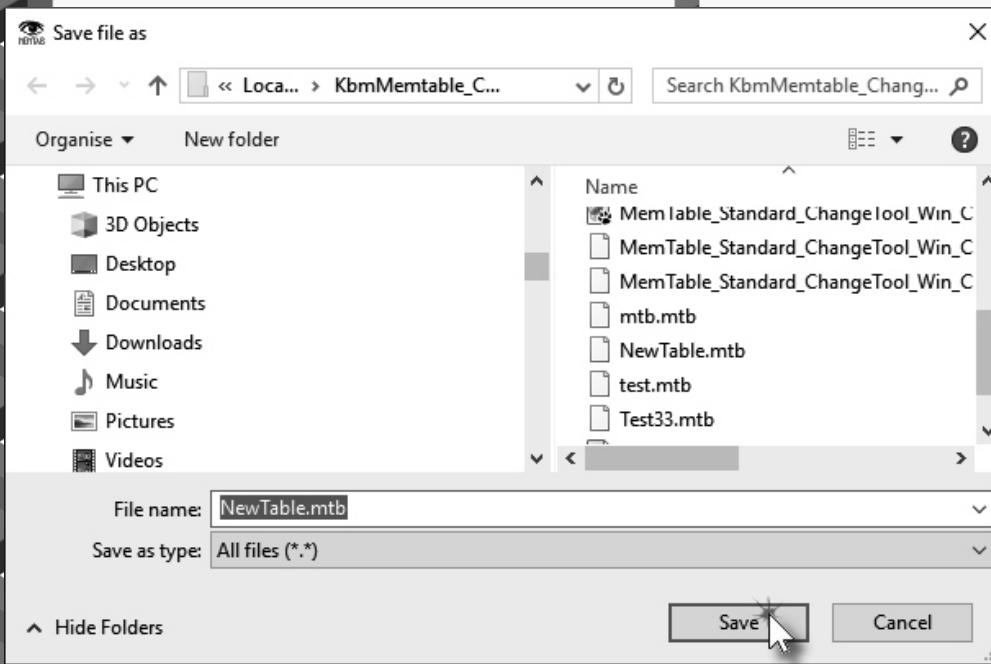 Save file as
« Loca... › KbmMemtable_C...
Search KbmMemtable_Chang...
Organise
New folder
This PC
3D Objects
Desktop
Documents
Downloads
Music
Pictures
Videos
Name
MemTable_Standard_ChangeTool_Win_C
MemTable_Standard_ChangeTool_Win_C
MemTable_Standard_ChangeTool_Win_C
mtb.mtb
NewTable.mtb
test.mtb
Test33.mtb
File name: NewTable.mtb
Save as type: All files (*.*)
Hide Folders
Save
Cancel